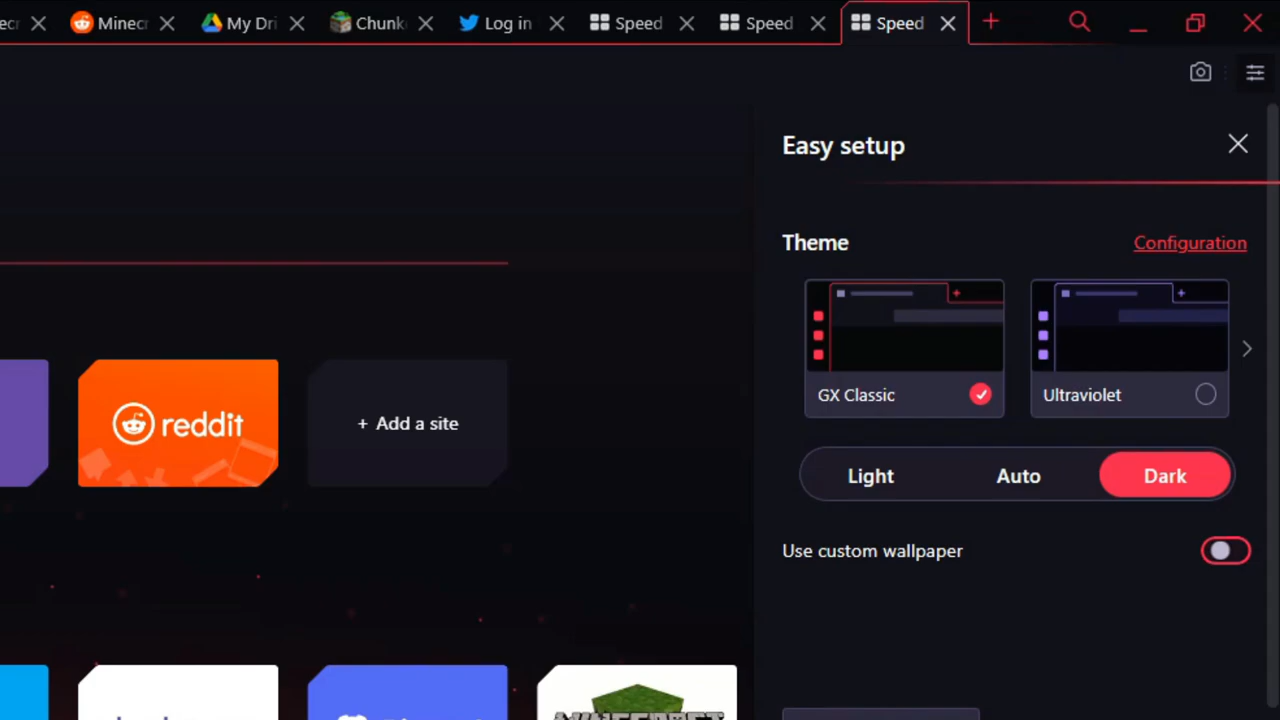 Minecr
My Dri
Chunk
Log in
Speed
Speed
Speed
Easy setup
Theme
Configuration
GX Classic
Ultraviolet
reddit
+ Add a site
Light
Auto
Dark
Use custom wallpaper
MINECRAFT